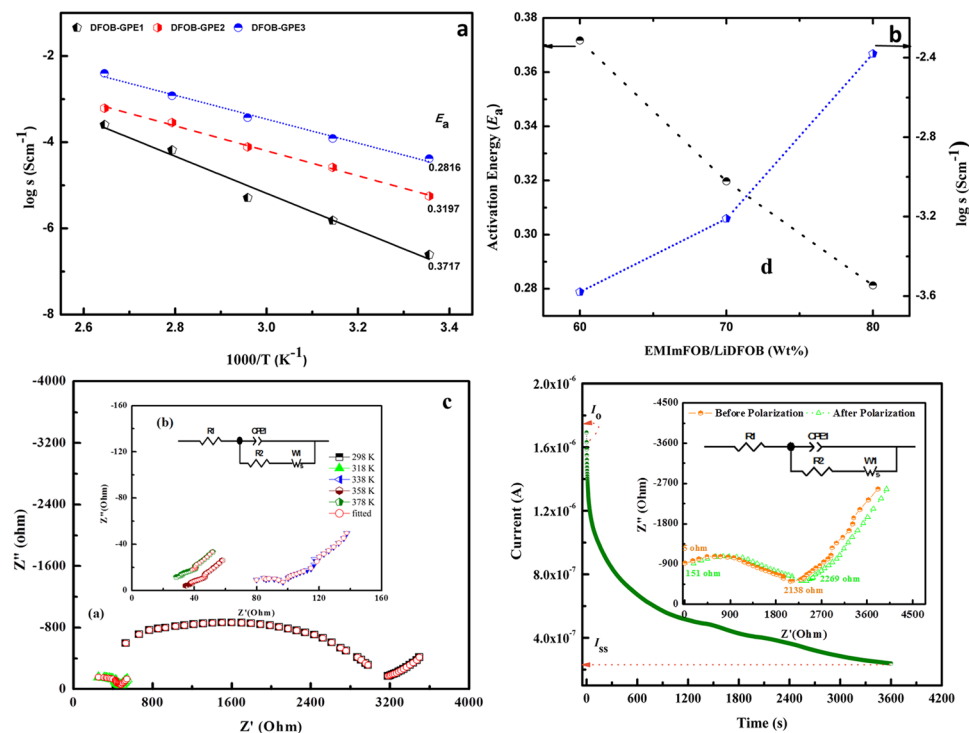 DFOB-GPE1 DFOB-GPE2 DFOB-GPE3
a
-2
-4
-6
-8
log s (Scm-1)
Ea
0.2816
0.3197
0.3717
2.6 2.8 3.0 3.2 3.4
1000/T (K-1)
b
0.38
0.36
0.34
0.32
0.30
0.28
Activation Energy (Ea)
-2.4
-2.8
-3.2
-3.6
log s (Scm-1)
d
60 70 80
EMImFOB/LiDFOB (Wt%)
c
-4000
-3200
-2400
-1600
-800
0
Z'' (ohm)
(a)
0 800 1600 2400 3200 4000
Z' (Ohm)
(b)
-160
-120
-80
-40
0
Z''(Ohm)
R1 CPE1
R2 W1
298 K
318 K
338 K
358 K
378 K
fitted
0 40 80 120 160
Z'(Ohm)
2.0x10-6
1.6x10-6
1.2x10-6
8.0x10-7
4.0x10-7
Current (A)
Io
Iss
0 600 1200 1800 2400 3000 3600 4200
Time (s)
Before Polarization After Polarization
-4500
-3600
-2700
-1800
-900
0
Z'' (Ohm)
R1 CPE1
R2 W1
s
ohm
151 ohm
2269 ohm
2138 ohm
0 900 1800 2700 3600 4500
Z'(Ohm)